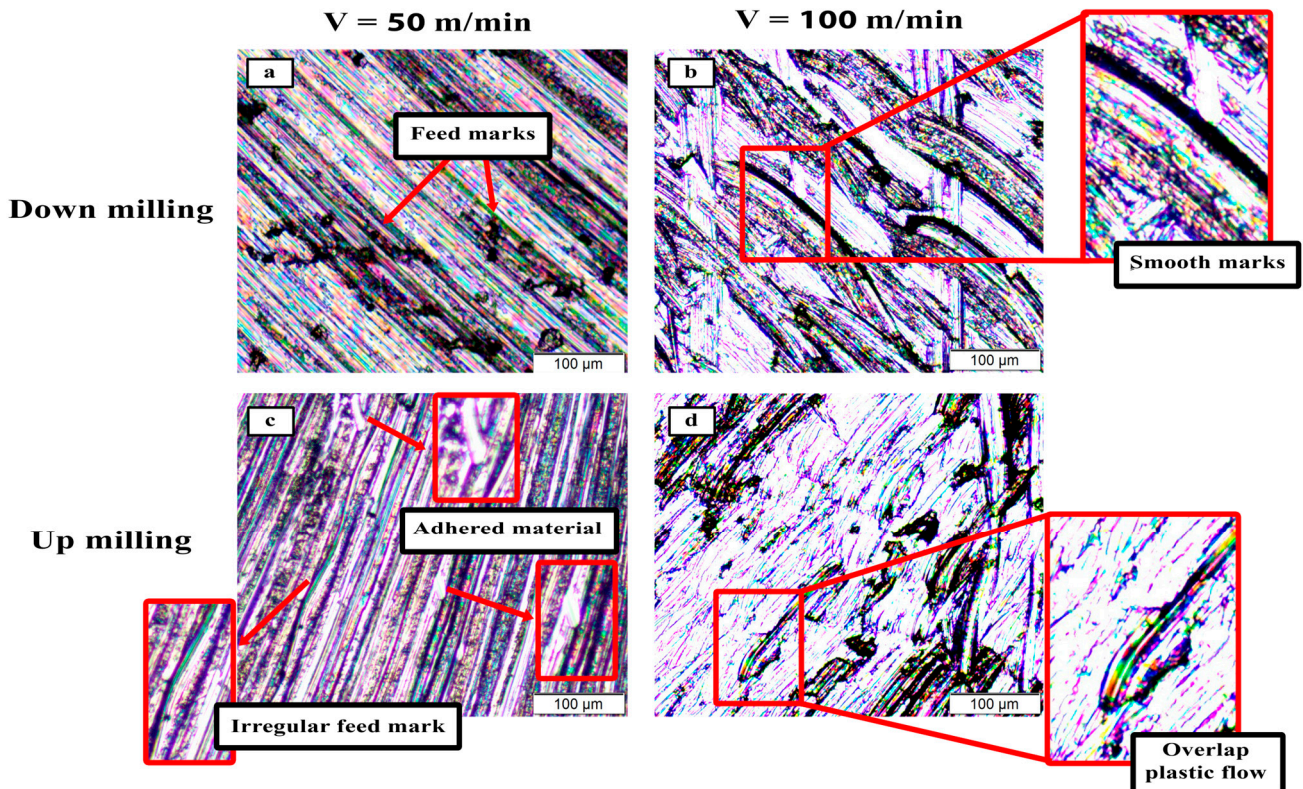 V = 50 m/min
V = 100 m/min
a
b
Feed marks
Down milling
Smooth marks
100 µm
100 µm
c
d
Adhered material
Up milling
100 µm
100 µm
Irregular feed mark
Overlap
plastic flow